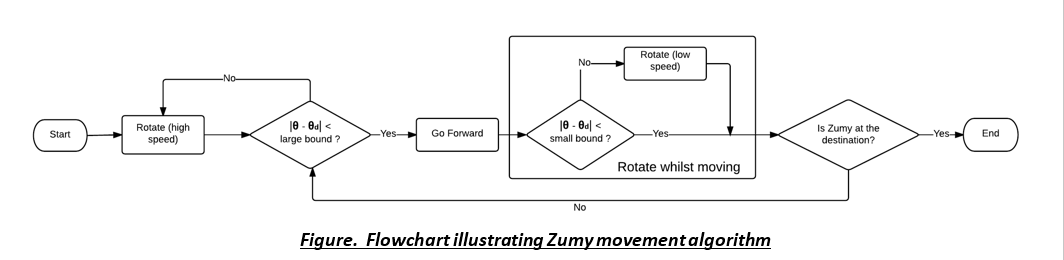 Start
Rotate (high
speed)
No
|θ - θd| <
large bound ?
Yes
Go Forward
|θ - θd| <
small bound ?
No
Rotate (low
speed)
Yes
Rotate whilst moving
Is Zumy at the
destination?
Yes
End
No
Figure. Flowchart illustrating Zumy movement algorithm